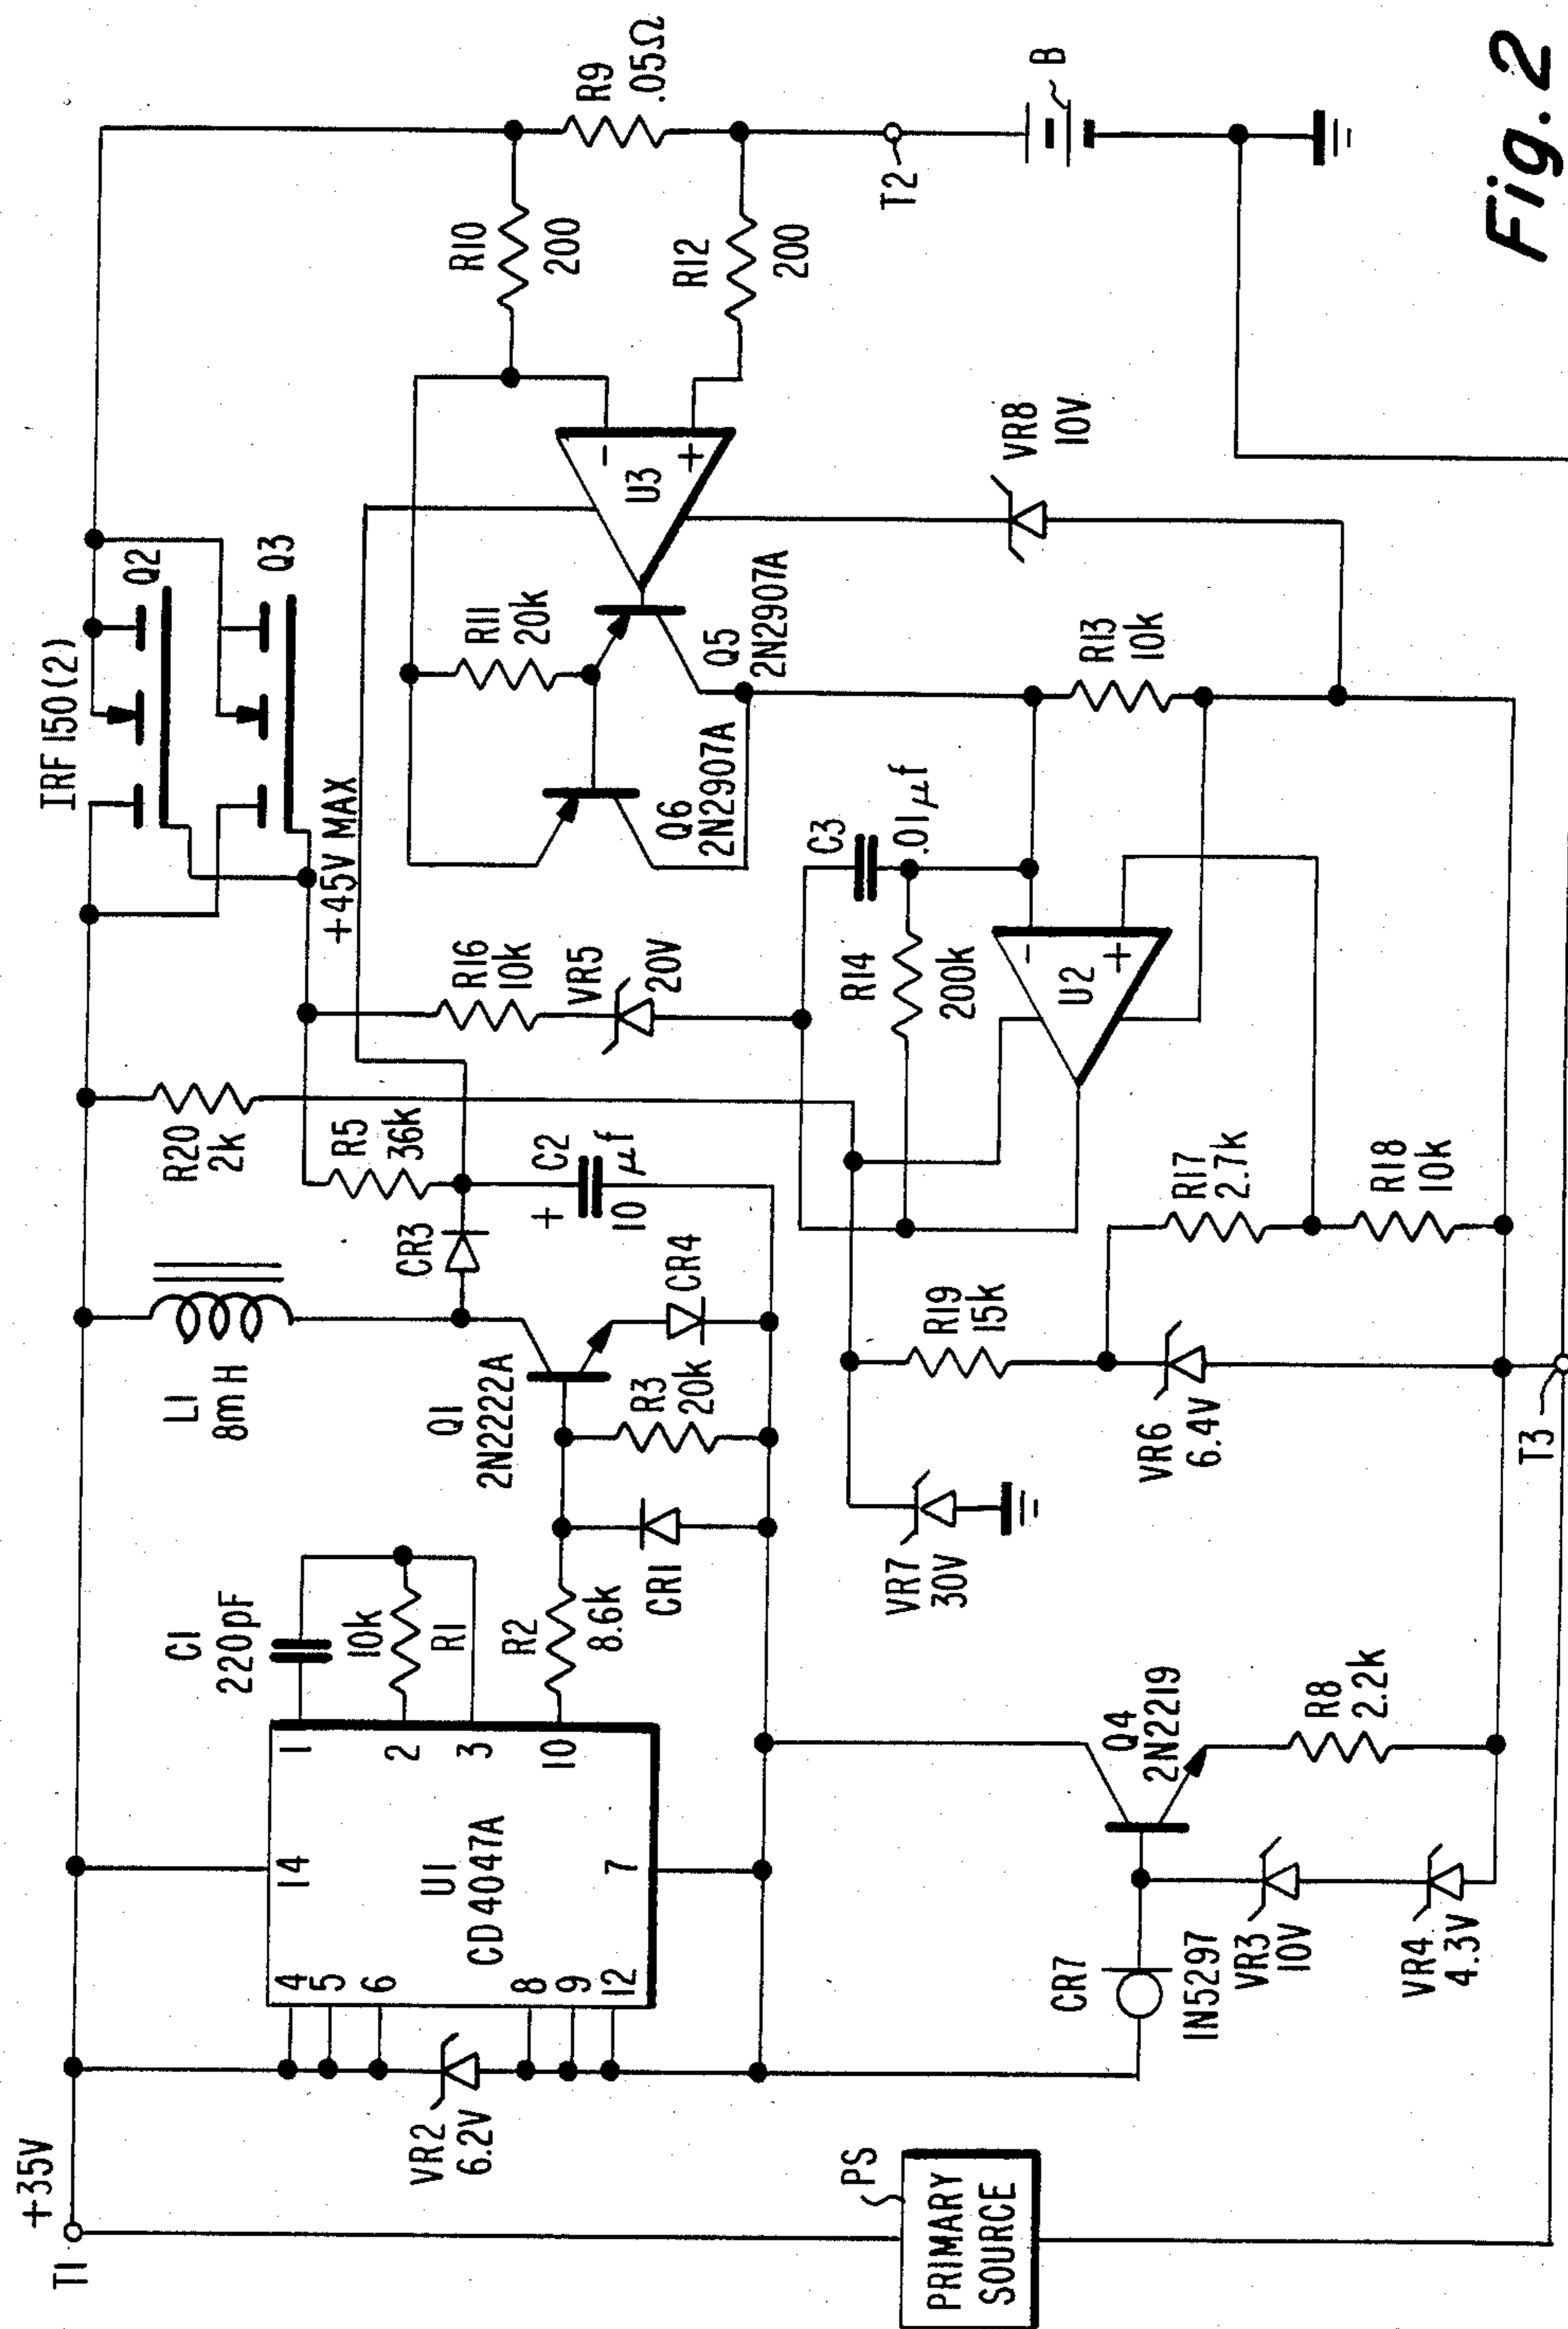 +35V
T1
VR2
6.2V
4
5
6
8
9
12
14
U1
CD4047A
7
1
2
3
10
C1
220pF
10k
R1
R2
8.6k
CR1
L1
8mH
Q1
2N2222A
R3
20k
CR4
CR3
R20
2k
R5
36k
C2
+
10 μf
IRF150(2)
Q2
Q3
+45V MAX
R16
10k
VR5
20V
R10
200
R9
.05Ω
R12
200
T2
B
-
+
U3
R11
20k
Q5
2N2907A
Q6
2N2907A
VR8
10V
C3
.01μf
R14
200k
-
+
U2
R13
10k
R17
2.7k
R18
10k
R19
15k
VR6
6.4V
VR7
30V
T3
Q4
2N2219
R8
2.2k
CR7
1N5297
VR3
10V
VR4
4.3V
PS
PRIMARY
SOURCE
Fig. 2